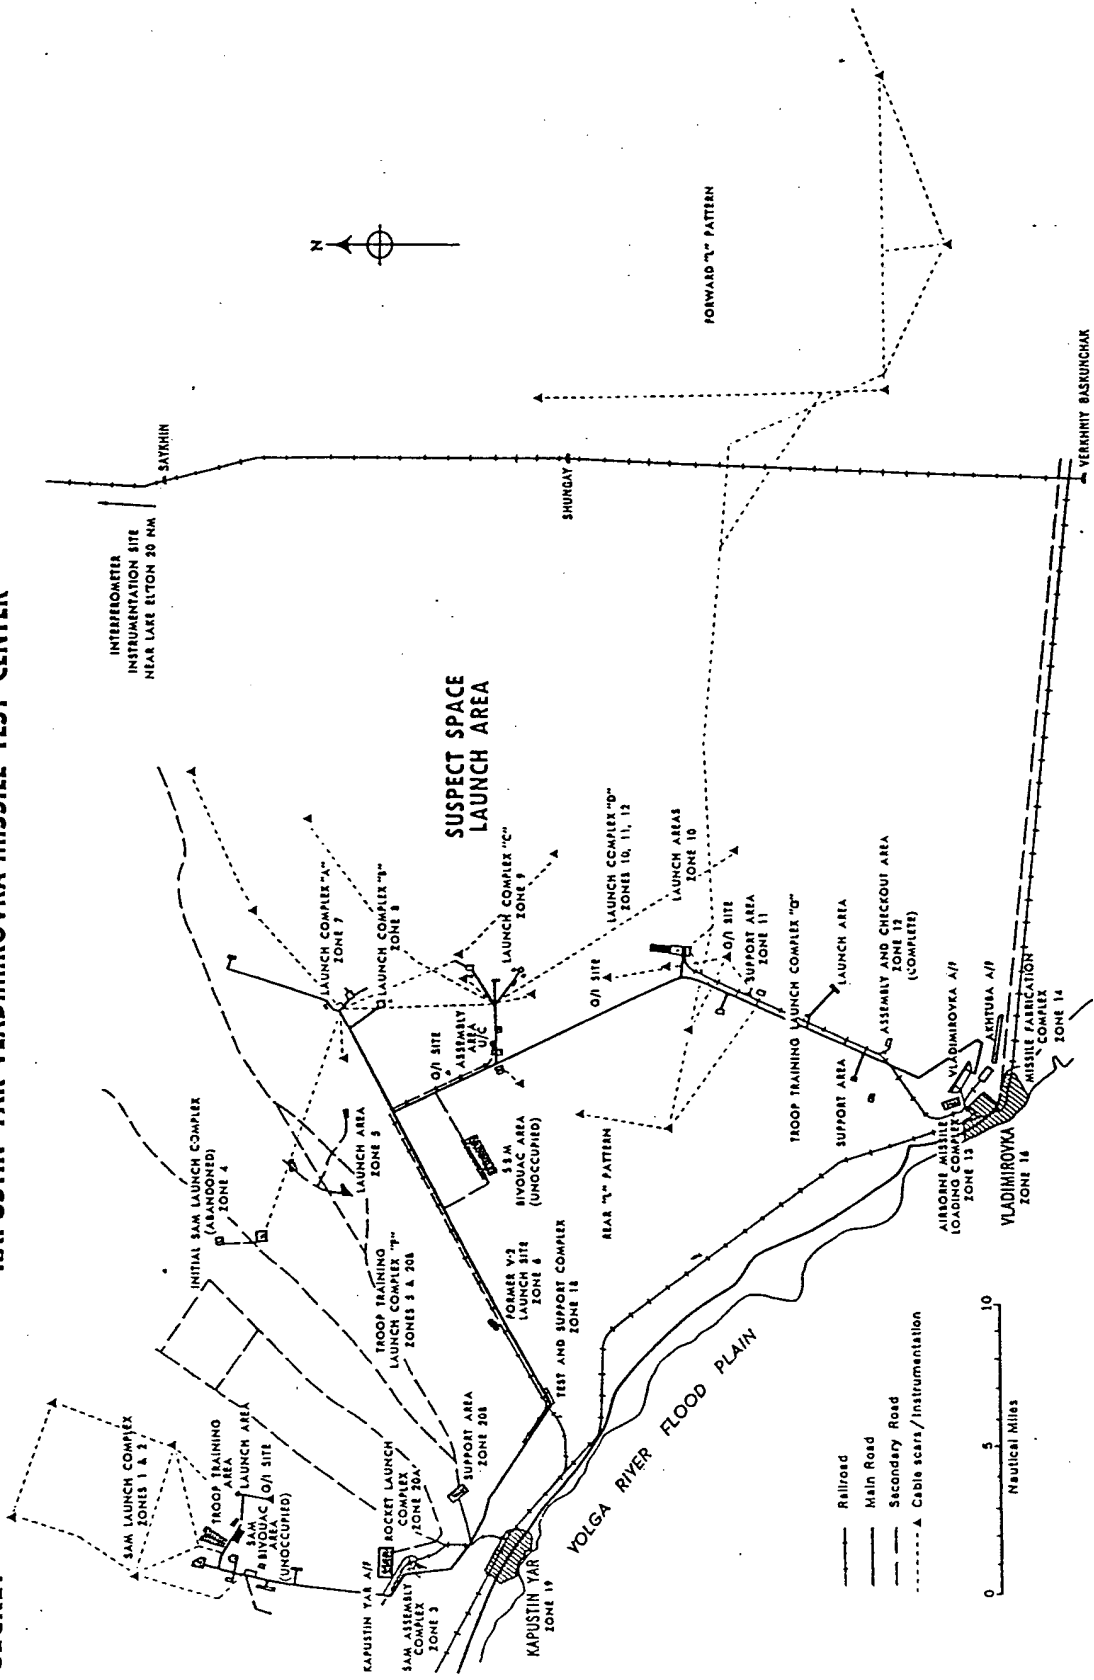 KAPUSTIN YAR VLADIMIROVKA MISSILE TEST CENTER
SECRET
SAM LAUNCH COMPLEX
ZONES 1 & 2
TROOP TRAINING
AREA
LAUNCH AREA
O/I SITE
SAM
BIVOUAC
AREA
(UNOCCUPIED)
INITIAL SAM LAUNCH COMPLEX
(ABANDONED)
ZONE 4
LAUNCH AREA
ZONE 5
TROOP TRAINING
LAUNCH COMPLEX "P"
ZONES 5 & 20B
KAPUSTIN YAR A/F
ROCKET LAUNCH
COMPLEX
ZONE 20A
SAM ASSEMBLY
COMPLEX
ZONE 3
SUPPORT AREA
ZONE 20B
KAPUSTIN YAR
ZONE 19
FORMER V-2
LAUNCH SITE
ZONE 6
TEST AND SUPPORT COMPLEX
ZONE 18
VOLGA RIVER FLOOD PLAIN
INTERFEROMETER
INSTRUMENTATION SITE
NEAR LAKE ELTON 20 NM
SAYKHIN
N
LAUNCH COMPLEX "A"
ZONE 7
LAUNCH COMPLEX "B"
ZONE 8
SUSPECT SPACE
LAUNCH AREA
LAUNCH COMPLEX "C"
ZONE 9
O/I SITE
ASSEMBLY
AREA
U/C
SSM
BIVOUAC AREA
(UNOCCUPIED)
SHUNGAY
REAR "L" PATTERN
O/I SITE
LAUNCH COMPLEX "D"
ZONES 10, 11, 12
LAUNCH AREAS
ZONE 10
FORWARD "L" PATTERN
O/I SITE
SUPPORT AREA
ZONE 11
TROOP TRAINING LAUNCH COMPLEX "G"
LAUNCH AREA
SUPPORT AREA
ASSEMBLY AND CHECKOUT AREA
ZONE 12
(COMPLETE)
VLADIMIROVKA A/F
AKHTUBA A/F
MISSILE FABRICATION
COMPLEX
ZONE 14
AIRBORNE MISSILE
LOADING COMPLEX
ZONE 13
VLADIMIROVKA
ZONE 16
VERKHNIY BASKUNCHAK
Railroad
Main Road
Secondary Road
Cable scars/Instrumentation
0 5 10
Nautical Miles